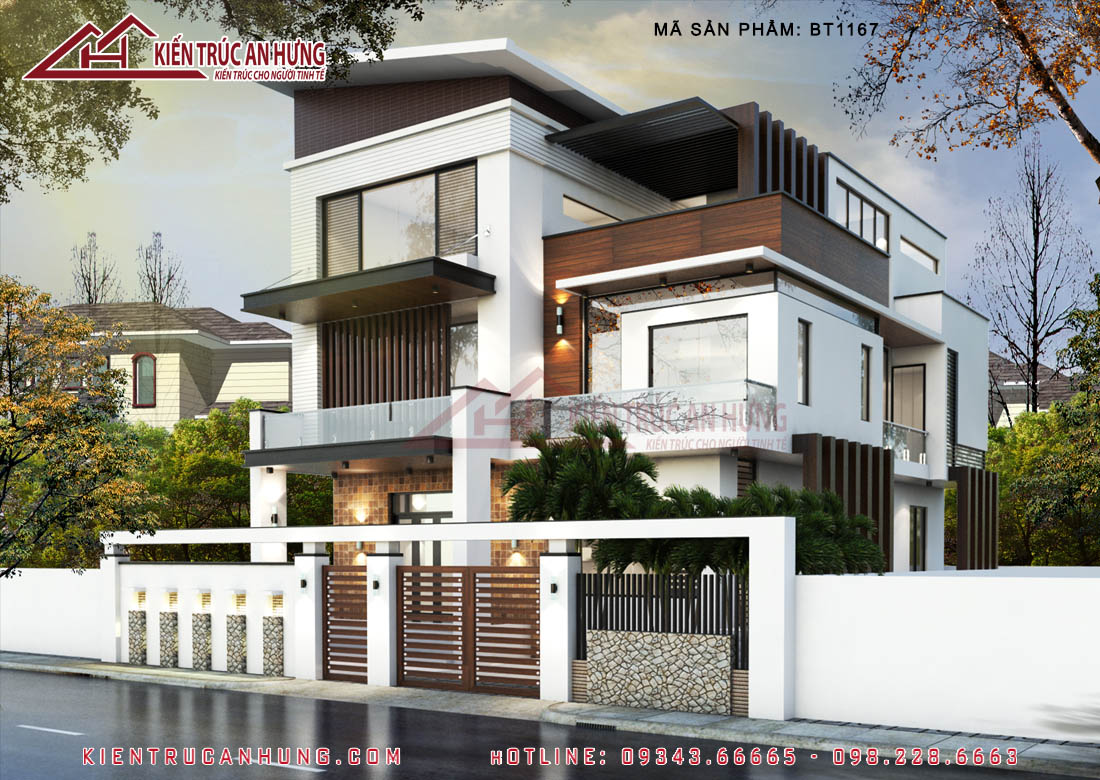 MÃ SẢN PHẨM: BT1167
KIẾN TRÚC AN HƯNG
KIẾN TRÚC CHO NGƯỜI TINH TẾ
KIẾN TRÚC AN HƯNG
KIẾN TRÚC CHO NGƯỜI TINH TẾ
KIENTRUCANHUNG.COM
HOTLINE: 09343.66665 - 098.228.6663